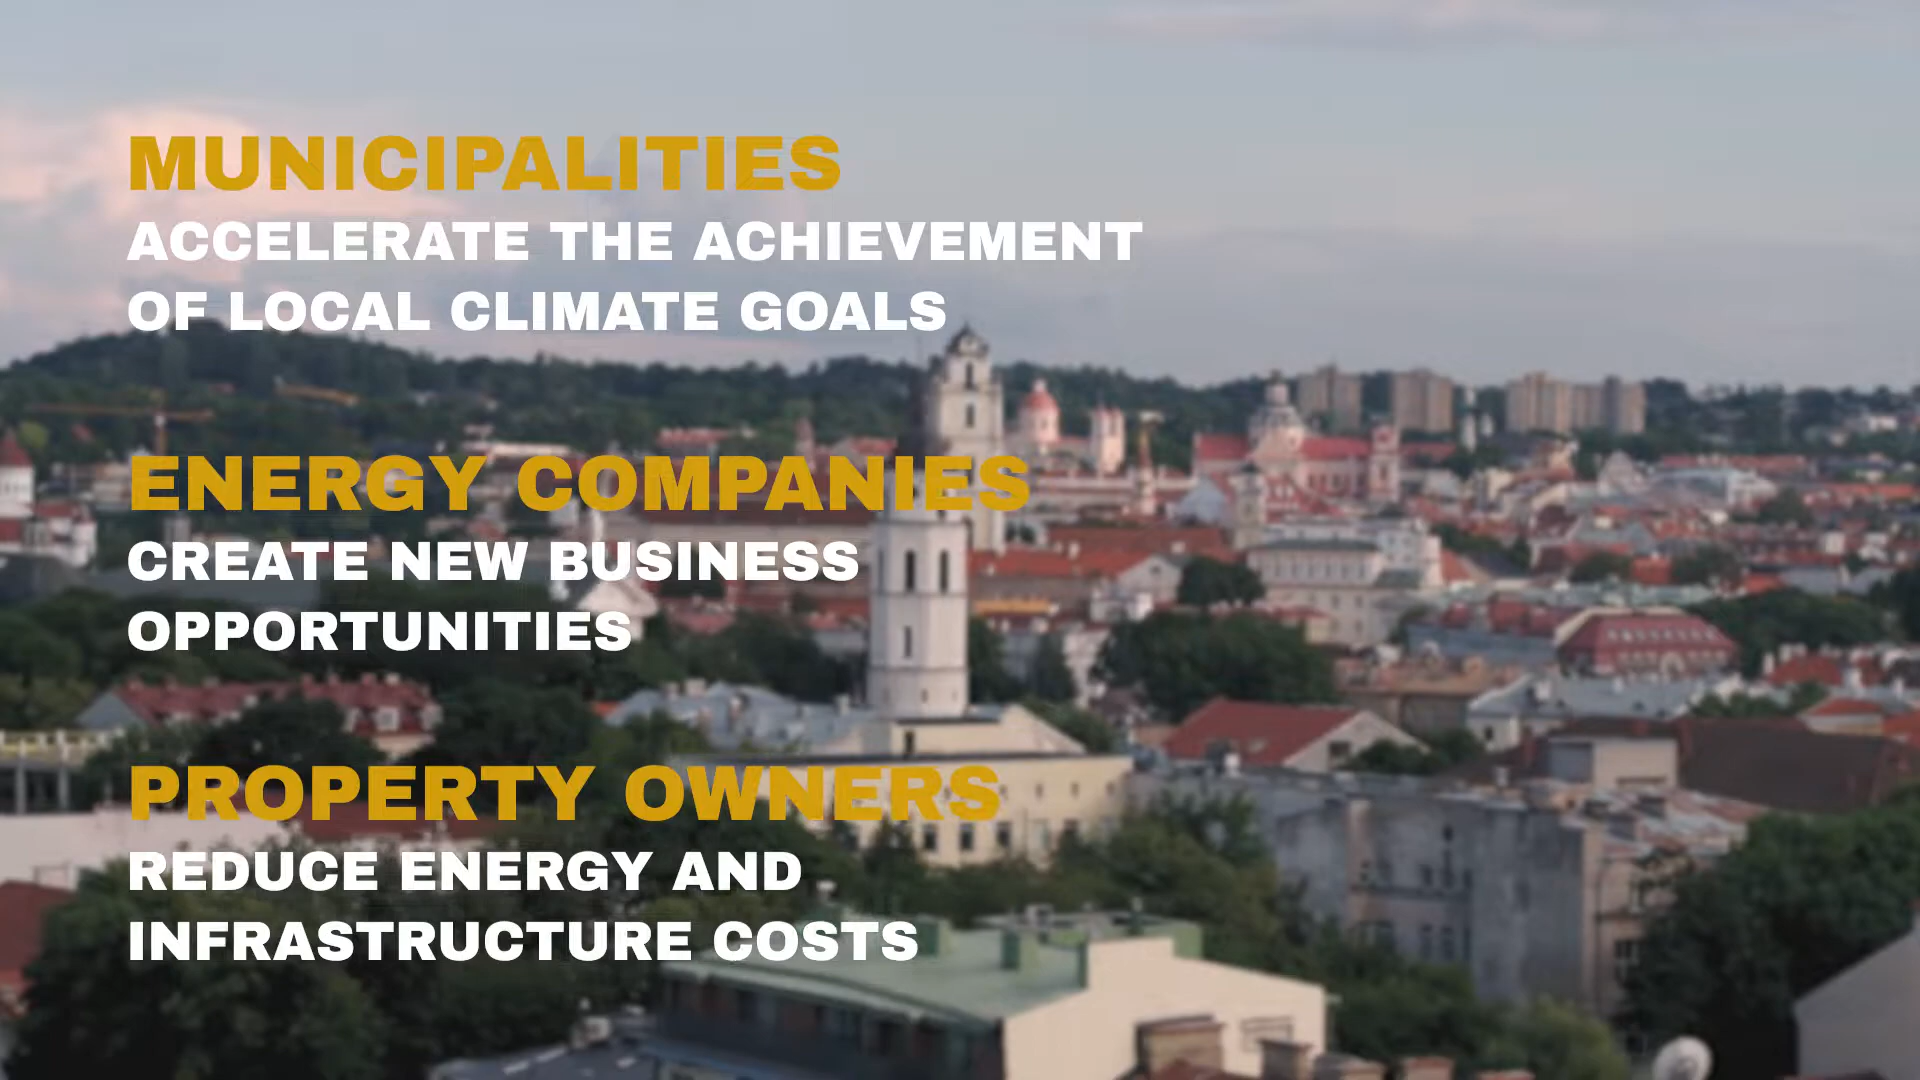 MUNICIPALITIES
ACCELERATE THE ACHIEVEMENT
OF LOCAL CLIMATE GOALS
ENERGY COMPANIES
CREATE NEW BUSINESS
OPPORTUNITIES
PROPERTY OWNERS
REDUCE ENERGY AND
INFRASTRUCTURE COSTS